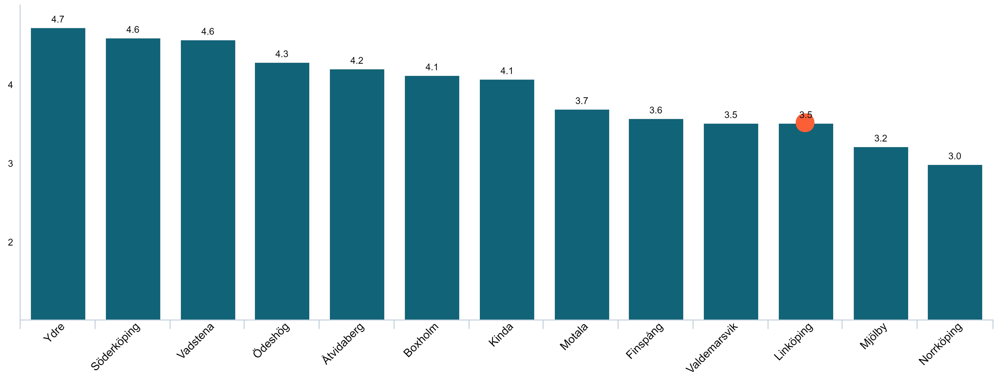 4.7
4.6
4.6
4.3
4.2
4.1
4.1
3.7
3.6
3.5
3.5
3.2
3.0
4
3
2
Ydre
Söderköping
Vadstena
Ödeshög
Åtvidaberg
Boxholm
Kinda
Motala
Finspång
Valdemarsvik
Linköping
Mjölby
Norrköping